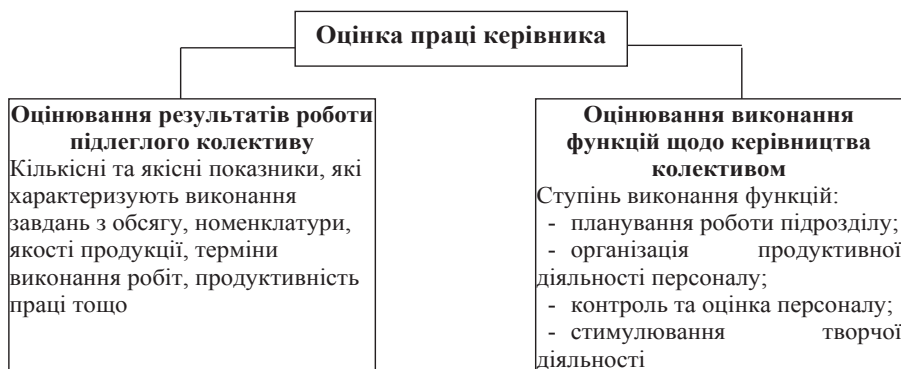 Оцінка праці керівника
Оцінювання результатів роботи
підлеглого колективу
Кількісні та якісні показники, які
характеризують виконання
завдань з обсягу, номенклатури,
якості продукції, терміни
виконання робіт, продуктивність
праці тощо
Оцінювання виконання
функцій щодо керівництва
колективом
Ступінь виконання функцій:
- планування роботи підрозділу;
- організація продуктивної
діяльності персоналу;
- контроль та оцінка персоналу;
- стимулювання творчої
діяльності